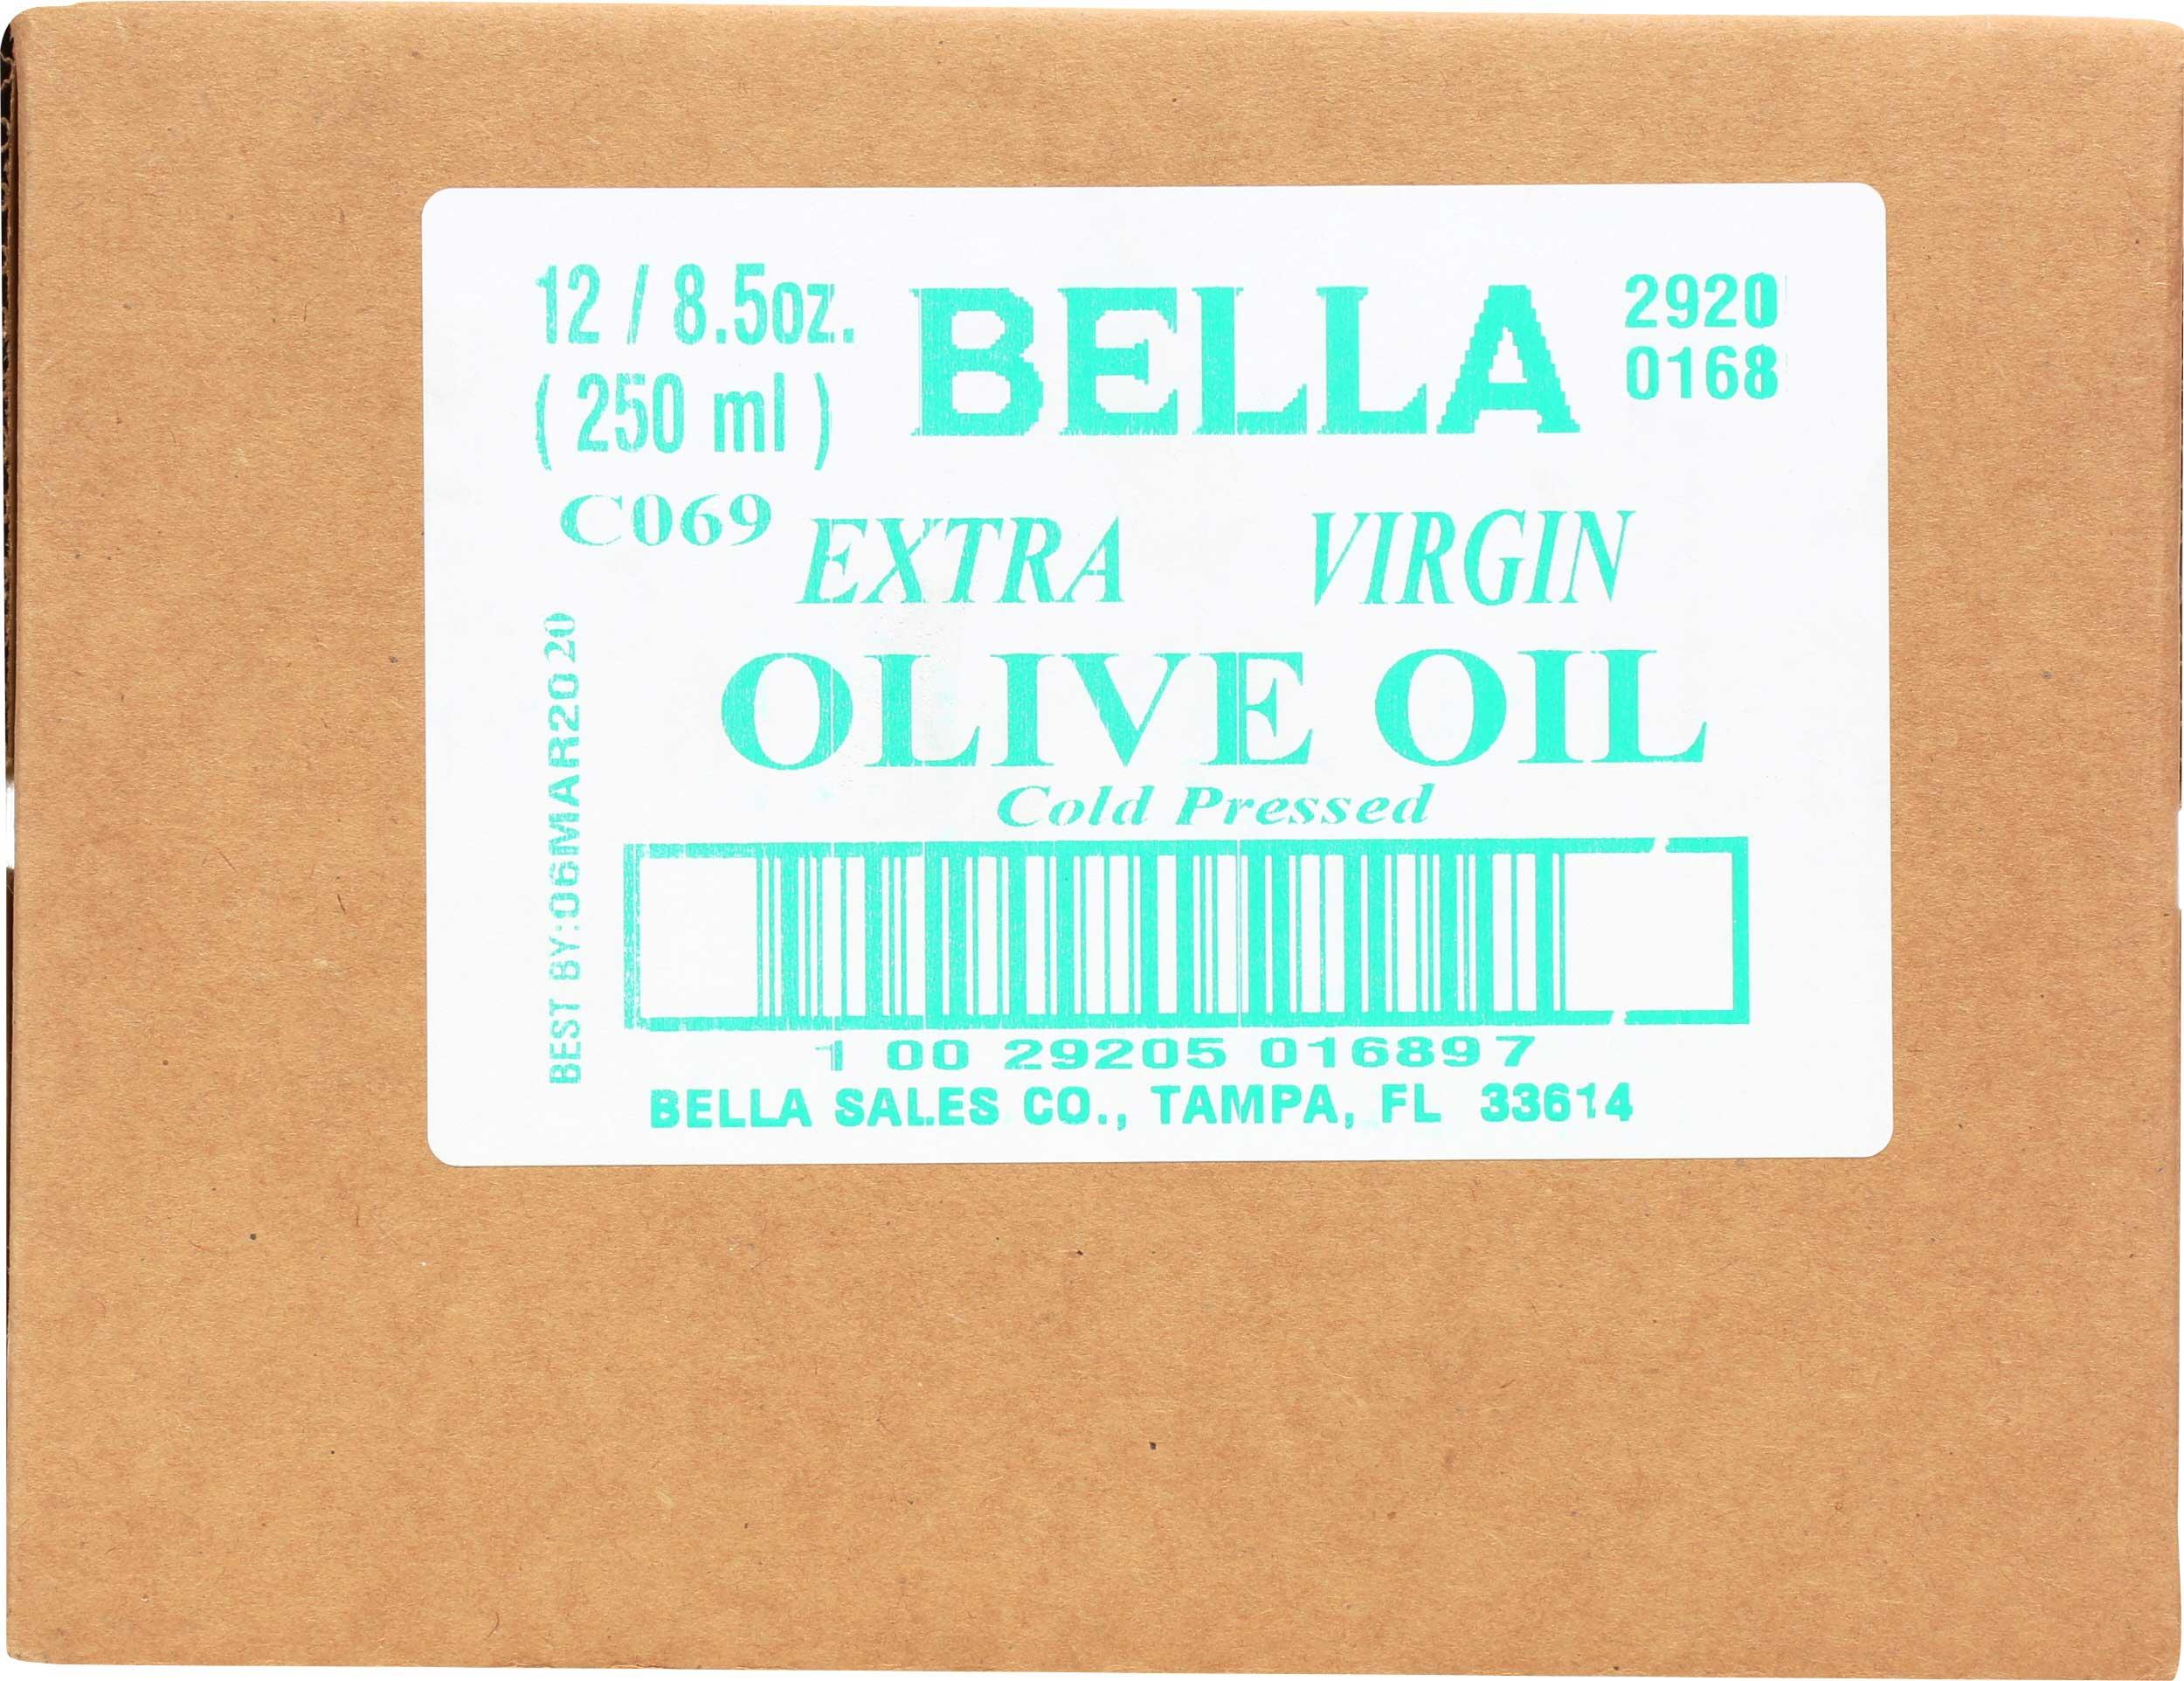 12 / 8.5oz.
( 250 ml )
BELLA
2920
0168
C069
EXTRA VIRGIN
OLIVE OIL
Cold Pressed
BEST BY:06MAR2020
1 00 29205 016897
BELLA SALES CO., TAMPA, FL 33614